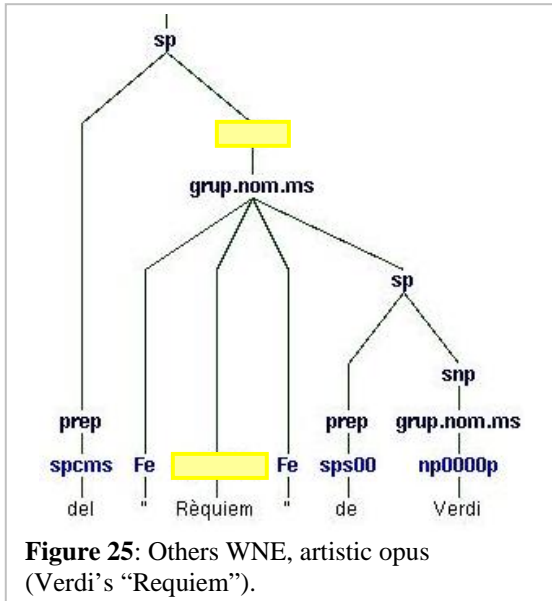 sp
grup.nom.ms
sp
snp
prep prep grup.nom.ms
spcms Fe Fe sps00 np0000p
del " Rèquiem " de Verdi
Figure 25: Others WNE, artistic opus
(Verdi’s “Requiem”).